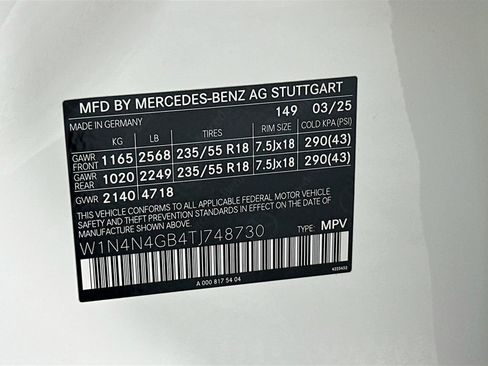 MFD BY MERCEDES-BENZ AG STUTTGART
MADE IN GERMANY 149 03/25
KG LB TIRES RIM SIZE COLD KPA (PSI)
GAWR FRONT 1165 2568 235/55 R18 7.5Jx18 290(43)
GAWR REAR 1020 2249 235/55 R18 7.5Jx18 290(43)
GVWR 2140 4718
THIS VEHICLE CONFORMS TO ALL APPLICABLE FEDERAL MOTOR VEHICLE
SAFETY AND THEFT PREVENTION STANDARDS IN EFFECT ON THE DATE OF
MANUFACTURE SHOWN ABOVE.
W1N4N4GB4TJ748730 TYPE: MPV
A 000 817 54 04
4223452